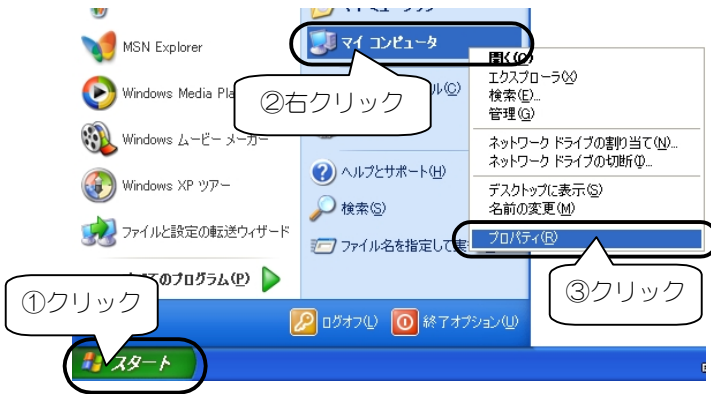 MSN Explorer
Windows Media Pla
Windows ムービー メーカー
Windows XP ツアー
ファイルと設定の転送ウィザード
てのプログラム(P)
マイ コンピュータ
ル(C)
ヘルプとサポート(H)
検索(S)
ファイル名を指定して実
ログオフ(L)
終了オプション(U)
開く(O)
エクスプローラ(X)
検索(E)...
管理(G)
ネットワーク ドライブの割り当て(N)...
ネットワーク ドライブの切断(I)...
デスクトップに表示(S)
名前の変更(M)
プロパティ(R)
①クリック
②右クリック
③クリック
スタート